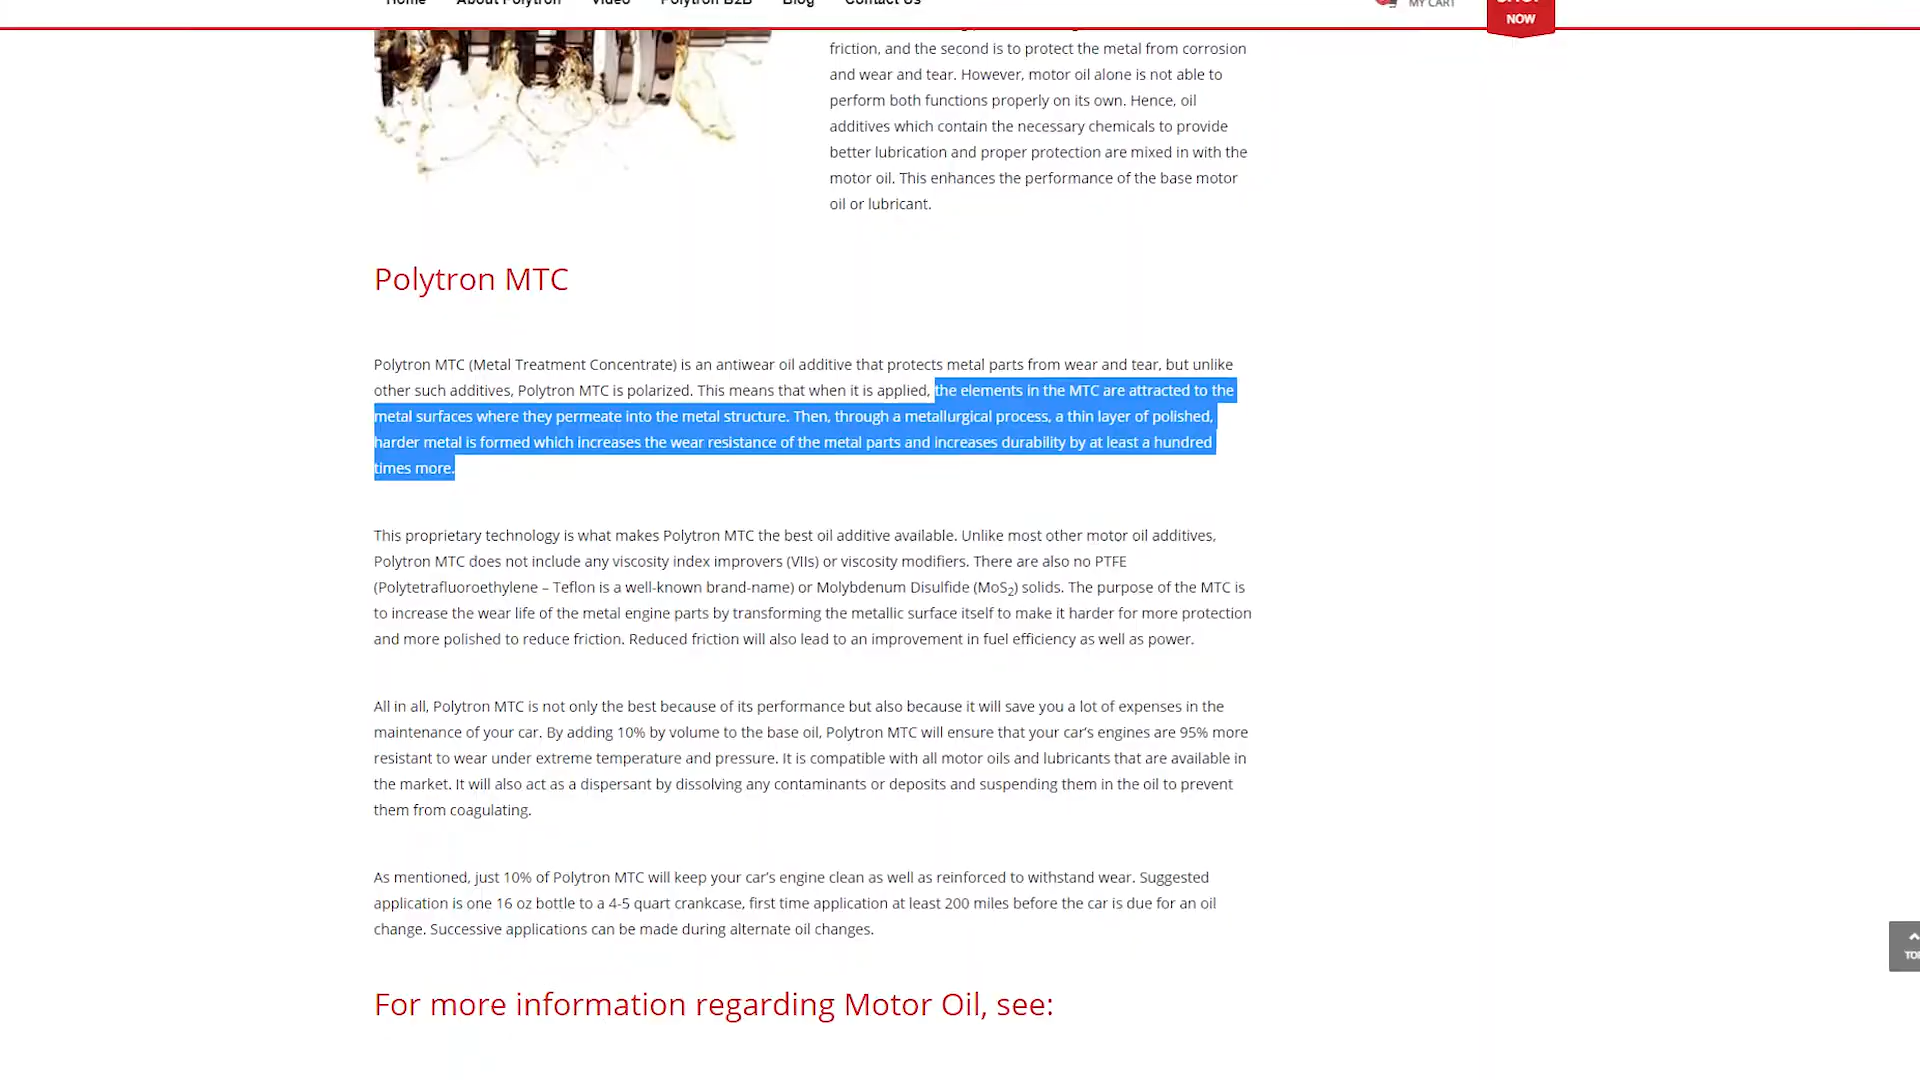 Home About Polytron Video Polytron B2B Blog Contact Us MY CART SHOP
NOW
friction, and the second is to protect the metal from corrosion
and wear and tear. However, motor oil alone is not able to
perform both functions properly on its own. Hence, oil
additives which contain the necessary chemicals to provide
better lubrication and proper protection are mixed in with the
motor oil. This enhances the performance of the base motor
oil or lubricant.
Polytron MTC
Polytron MTC (Metal Treatment Concentrate) is an antiwear oil additive that protects metal parts from wear and tear, but unlike
other such additives, Polytron MTC is polarized. This means that when it is applied, the elements in the MTC are attracted to the
metal surfaces where they permeate into the metal structure. Then, through a metallurgical process, a thin layer of polished,
harder metal is formed which increases the wear resistance of the metal parts and increases durability by at least a hundred
times more.
This proprietary technology is what makes Polytron MTC the best oil additive available. Unlike most other motor oil additives,
Polytron MTC does not include any viscosity index improvers (VIIs) or viscosity modifiers. There are also no PTFE
(Polytetrafluoroethylene – Teflon is a well-known brand-name) or Molybdenum Disulfide (MoS₂) solids. The purpose of the MTC is
to increase the wear life of the metal engine parts by transforming the metallic surface itself to make it harder for more protection
and more polished to reduce friction. Reduced friction will also lead to an improvement in fuel efficiency as well as power.
All in all, Polytron MTC is not only the best because of its performance but also because it will save you a lot of expenses in the
maintenance of your car. By adding 10% by volume to the base oil, Polytron MTC will ensure that your car's engines are 95% more
resistant to wear under extreme temperature and pressure. It is compatible with all motor oils and lubricants that are available in
the market. It will also act as a dispersant by dissolving any contaminants or deposits and suspending them in the oil to prevent
them from coagulating.
As mentioned, just 10% of Polytron MTC will keep your car's engine clean as well as reinforced to withstand wear. Suggested
application is one 16 oz bottle to a 4-5 quart crankcase, first time application at least 200 miles before the car is due for an oil
change. Successive applications can be made during alternate oil changes.
TOP
For more information regarding Motor Oil, see: